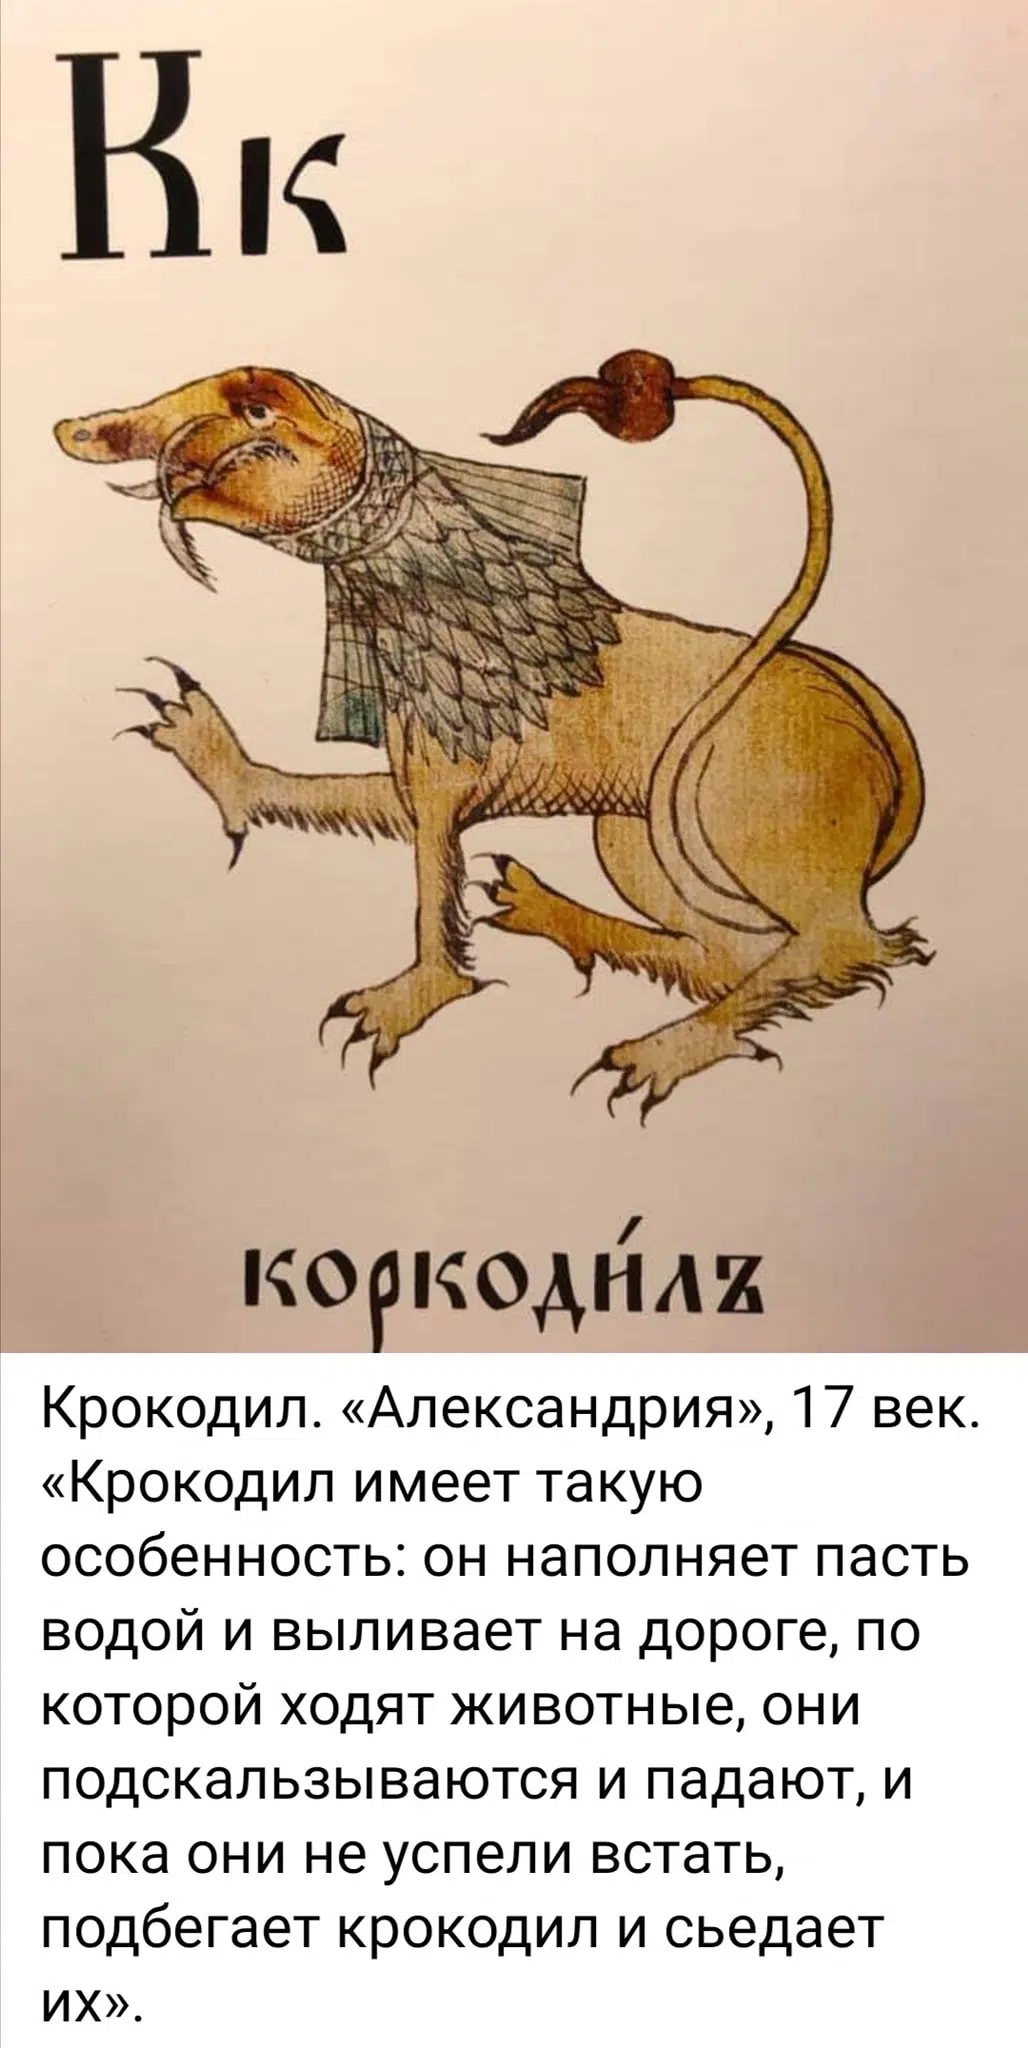 К к
коркоди́лъ
Крокодил. «Александрия», 17 век.
«Крокодил имеет такую
особенность: он наполняет пасть
водой и выливает на дороге, по
которой ходят животные, они
подскальзываются и падают, и
пока они не успели встать,
подбегает крокодил и сьедает
их».